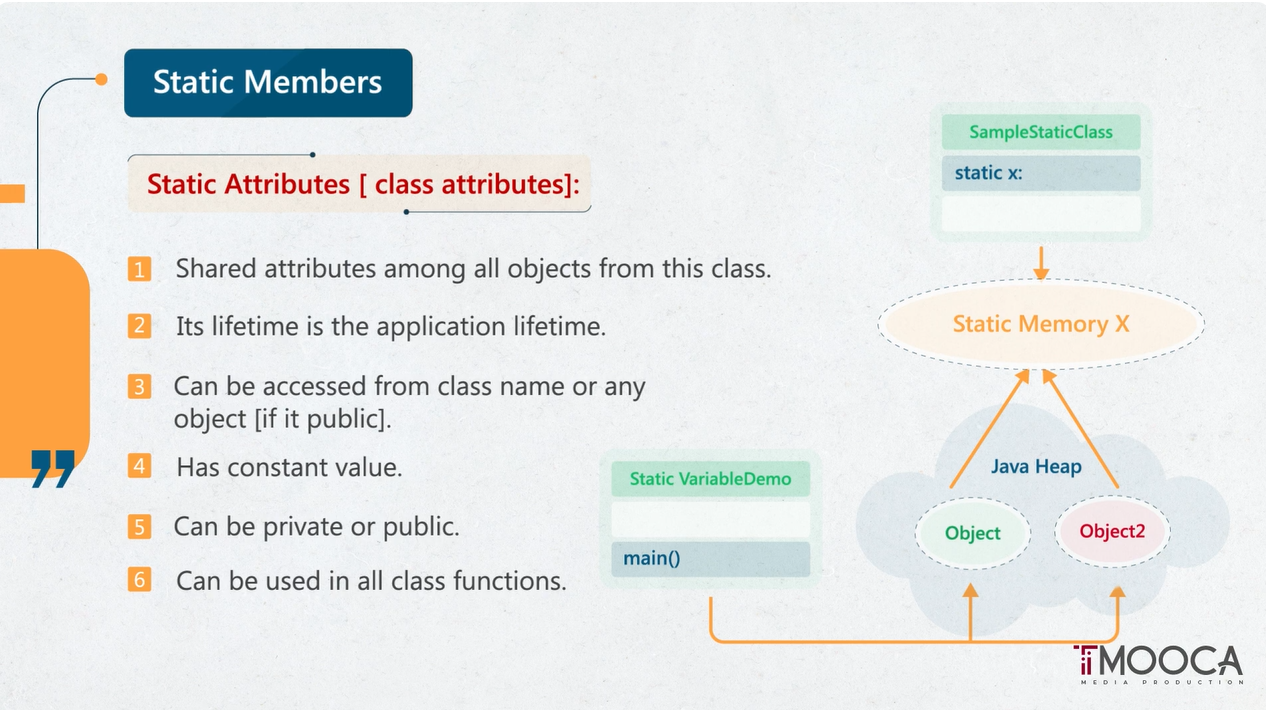 Static Members
Static Attributes [ class attributes]:
1 Shared attributes among all objects from this class.
2 Its lifetime is the application lifetime.
3 Can be accessed from class name or any
object [if it public].
4 Has constant value.
5 Can be private or public.
6 Can be used in all class functions.
SampleStaticClass
static x:
Static Memory X
Java Heap
Object
Object2
Static VariableDemo
main()
TMOOCA
MEDIA PRODUCTION